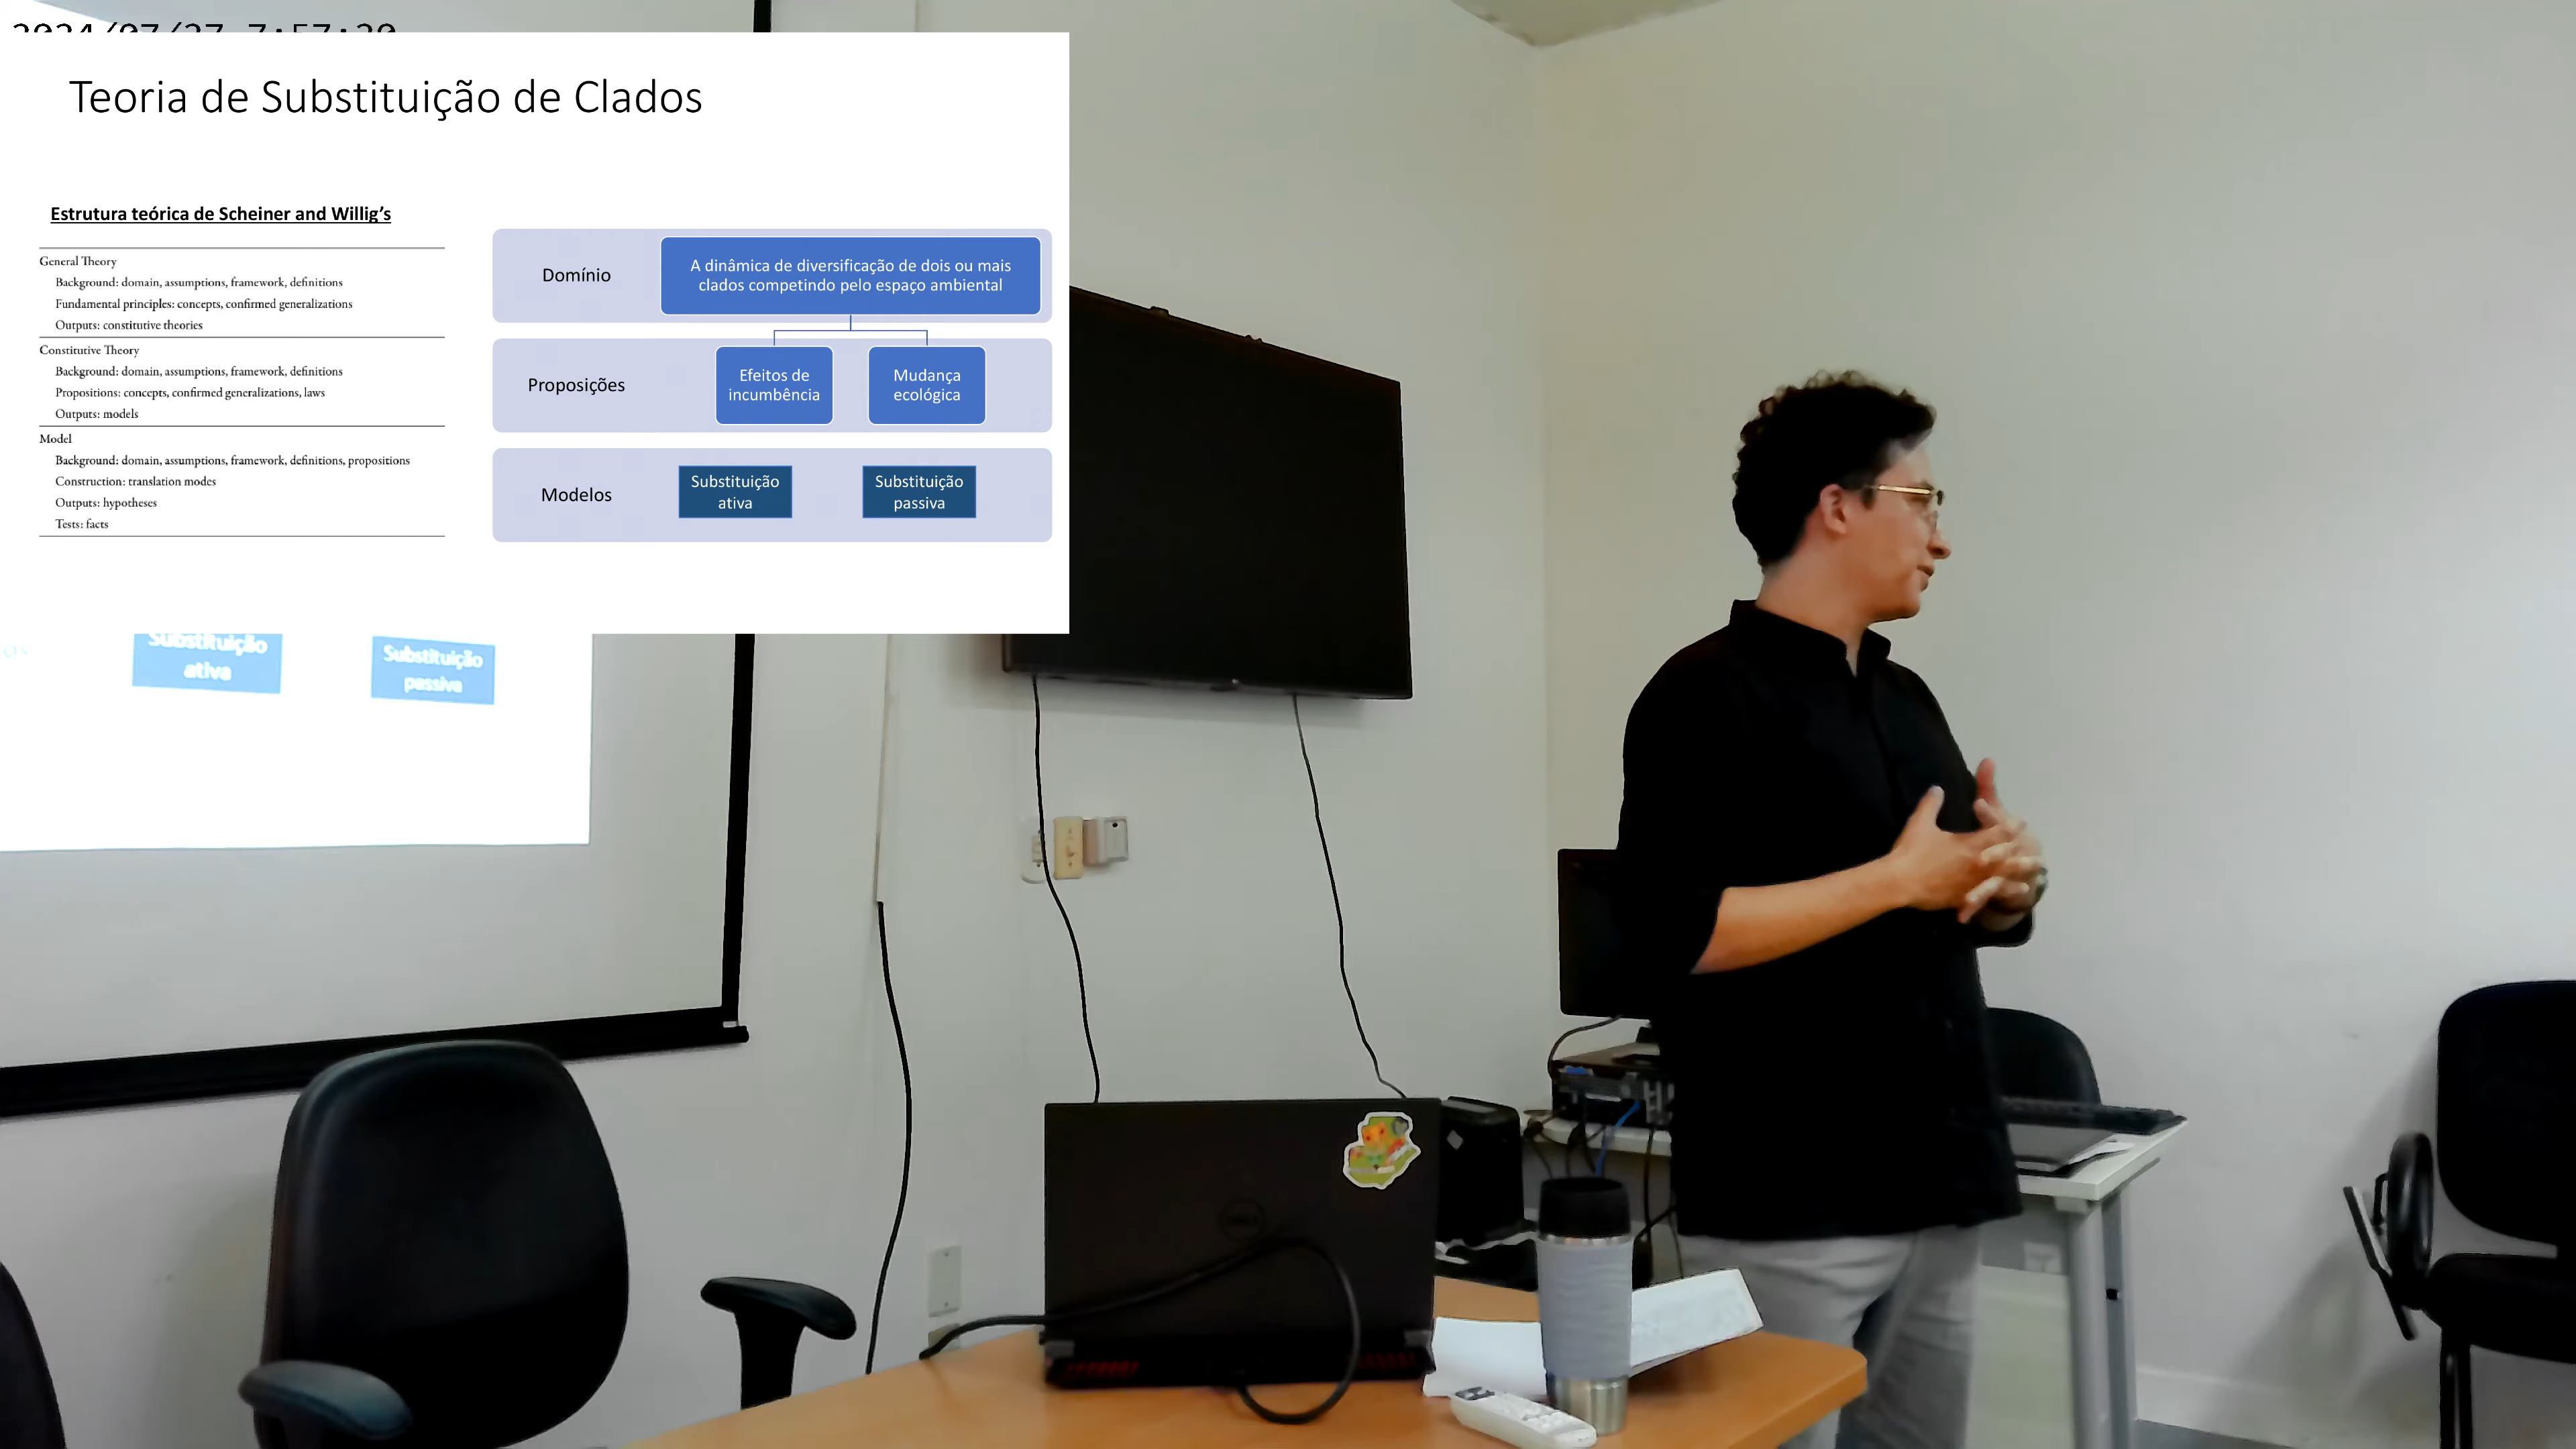 Teoria de Substituição de Clados
Estrutura teórica de Scheiner and Willig's
General Theory
Background: domain, assumptions, framework, definitions
Fundamental principles: concepts, confirmed generalizations
Outputs: constitutive theories
Constitutive Theory
Background: domain, assumptions, framework, definitions
Propositions: concepts, confirmed generalizations, laws
Outputs: models
Model
Background: domain, assumptions, framework, definitions, propositions
Construction: translation modes
Outputs: hypotheses
Tests: facts
Domínio
A dinâmica de diversificação de dois ou mais
clados competindo pelo espaço ambiental
Proposições
Efeitos de
incumbência
Mudança
ecológica
Modelos
Substituição
ativa
Substituição
passiva
Substituição
ativa
Substituição
passiva
DELL